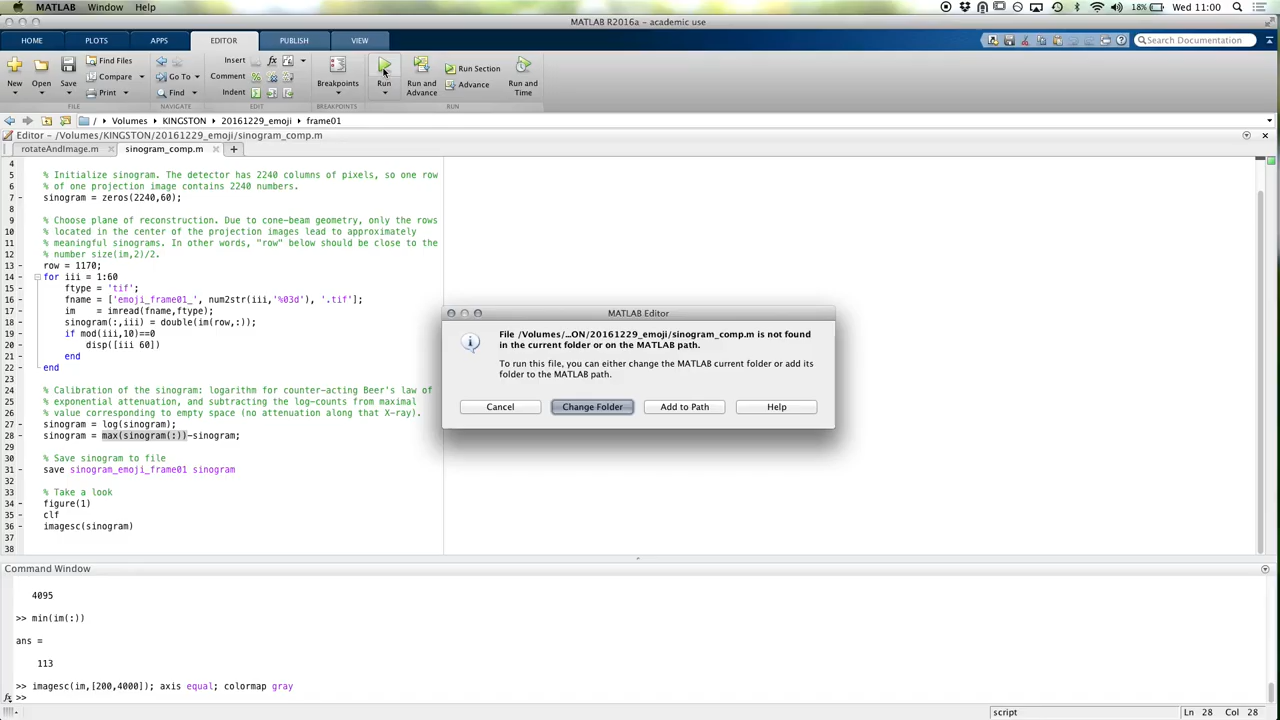 MATLAB Window Help 18% Wed 11:00
MATLAB R2016a - academic use
HOME PLOTS APPS EDITOR PUBLISH VIEW Search Documentation
New Open Save Find Files Compare Print Go To Find Insert Comment Indent Breakpoints Run Run and Advance Run Section Advance Run and Time
FILE NAVIGATE EDIT BREAKPOINTS RUN
/ Volumes KINGSTON 20161229_emoji frame01
Editor - /Volumes/KINGSTON/20161229_emoji/sinogram_comp.m
rotateAndImage.m sinogram_comp.m
4
5 % Initialize sinogram. The detector has 2240 columns of pixels, so one row
6 % of one projection image contains 2240 numbers.
7 - sinogram = zeros(2240,60);
8
9 % Choose plane of reconstruction. Due to cone-beam geometry, only the rows
10 % located in the center of the projection images lead to approximately
11 % meaningful sinograms. In other words, "row" below should be close to the
12 % number size(im,2)/2.
13 - row = 1170;
14 - for iii = 1:60
15 - ftype = 'tif';
16 - fname = ['emoji_frame01_', num2str(iii,'%03d'), '.tif'];
17 - im = imread(fname,ftype);
18 - sinogram(:,iii) = double(im(row,:));
19 - if mod(iii,10)==0
20 - disp([iii 60])
21 - end
22 - end
23
24 % Calibration of the sinogram: logarithm for counter-acting Beer's law of
25 % exponential attenuation, and subtracting the log-counts from maximal
26 % value corresponding to empty space (no attenuation along that X-ray).
27 - sinogram = log(sinogram);
28 - sinogram = max(sinogram(:))-sinogram;
29
30 % Save sinogram to file
31 - save sinogram_emoji_frame01 sinogram
32
33 % Take a look
34 - figure(1)
35 - clf
36 - imagesc(sinogram)
37
38
MATLAB Editor
File /Volumes/...ON/20161229_emoji/sinogram_comp.m is not found
in the current folder or on the MATLAB path.
To run this file, you can either change the MATLAB current folder or add its
folder to the MATLAB path.
Cancel Change Folder Add to Path Help
Command Window
4095
>> min(im(:))
ans =
113
>> imagesc(im,[200,4000]); axis equal; colormap gray
fx >>
script Ln 28 Col 28